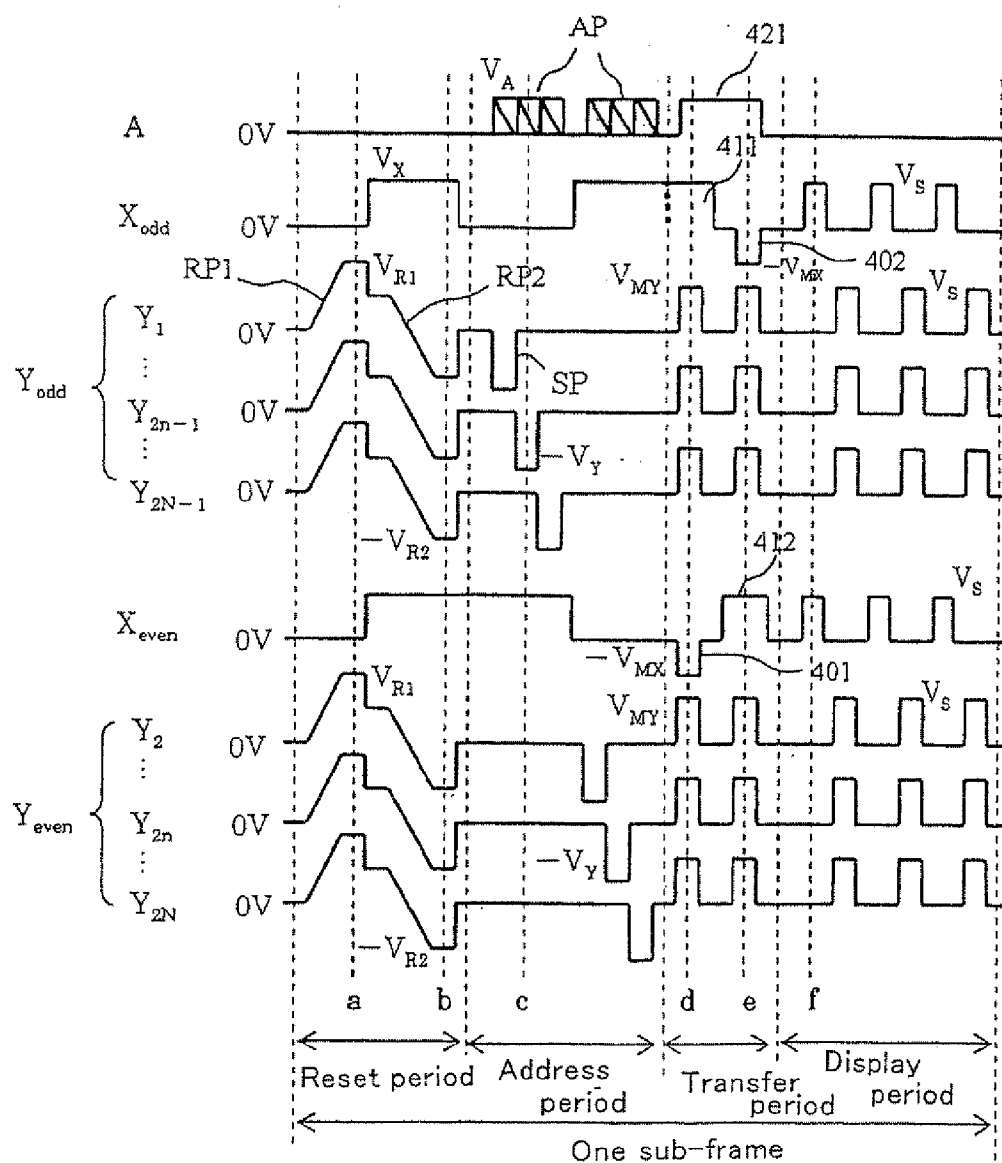 AP
421
V_A
A 0V
411
V_X
V_S
X_odd 0V
402
-V_MX
RP1
V_R1
RP2
V_MY
V_S
Y_odd
Y_1 0V
⋮
SP
Y_2n-1 0V
⋮
-V_Y
Y_2N-1 0V
-V_R2
412
V_S
X_even 0V
-V_MX
401
V_R1
V_MY
V_S
Y_even
Y_2 0V
⋮
Y_2n 0V
⋮
-V_Y
Y_2N 0V
-V_R2
a b c d e f
Reset period
Address period
Transfer period
Display period
One sub-frame